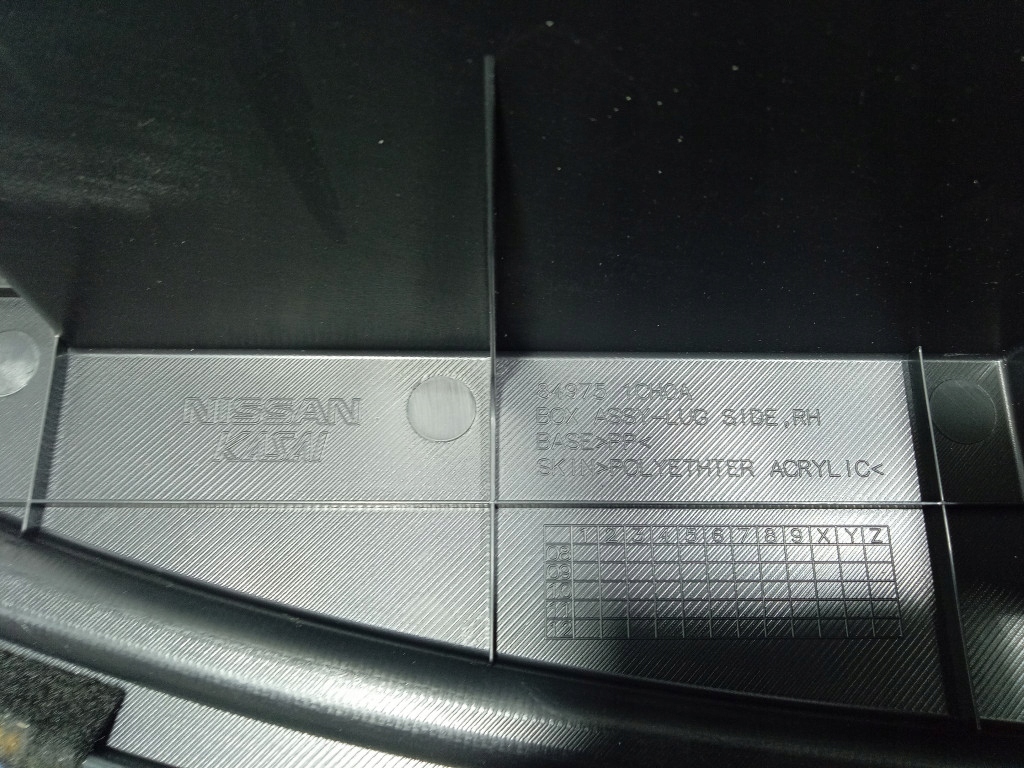 NISSAN
KASAI
84975 1CH0A
BOX ASSY-LUG SIDE,RH
BASE>PP<
SKIN>POLYETHTER ACRYLIC<
1 2 3 4 5 6 7 8 9 X Y Z